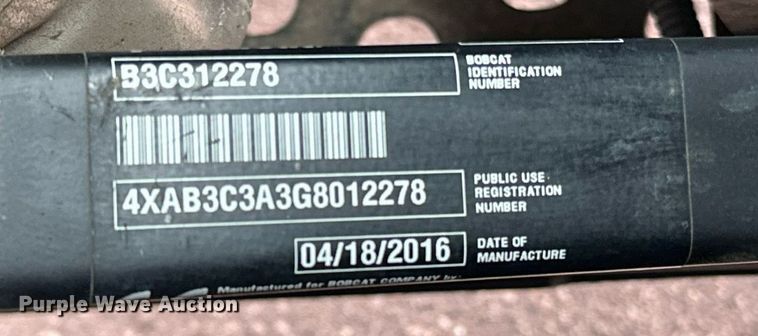 B3C312278
BOBCAT
IDENTIFICATION
NUMBER
4XAB3C3A3G8012278
PUBLIC USE
REGISTRATION
NUMBER
04/18/2016
DATE OF
MANUFACTURE
Manufactured for BOBCAT COMPANY by:
Purple Wave Auction